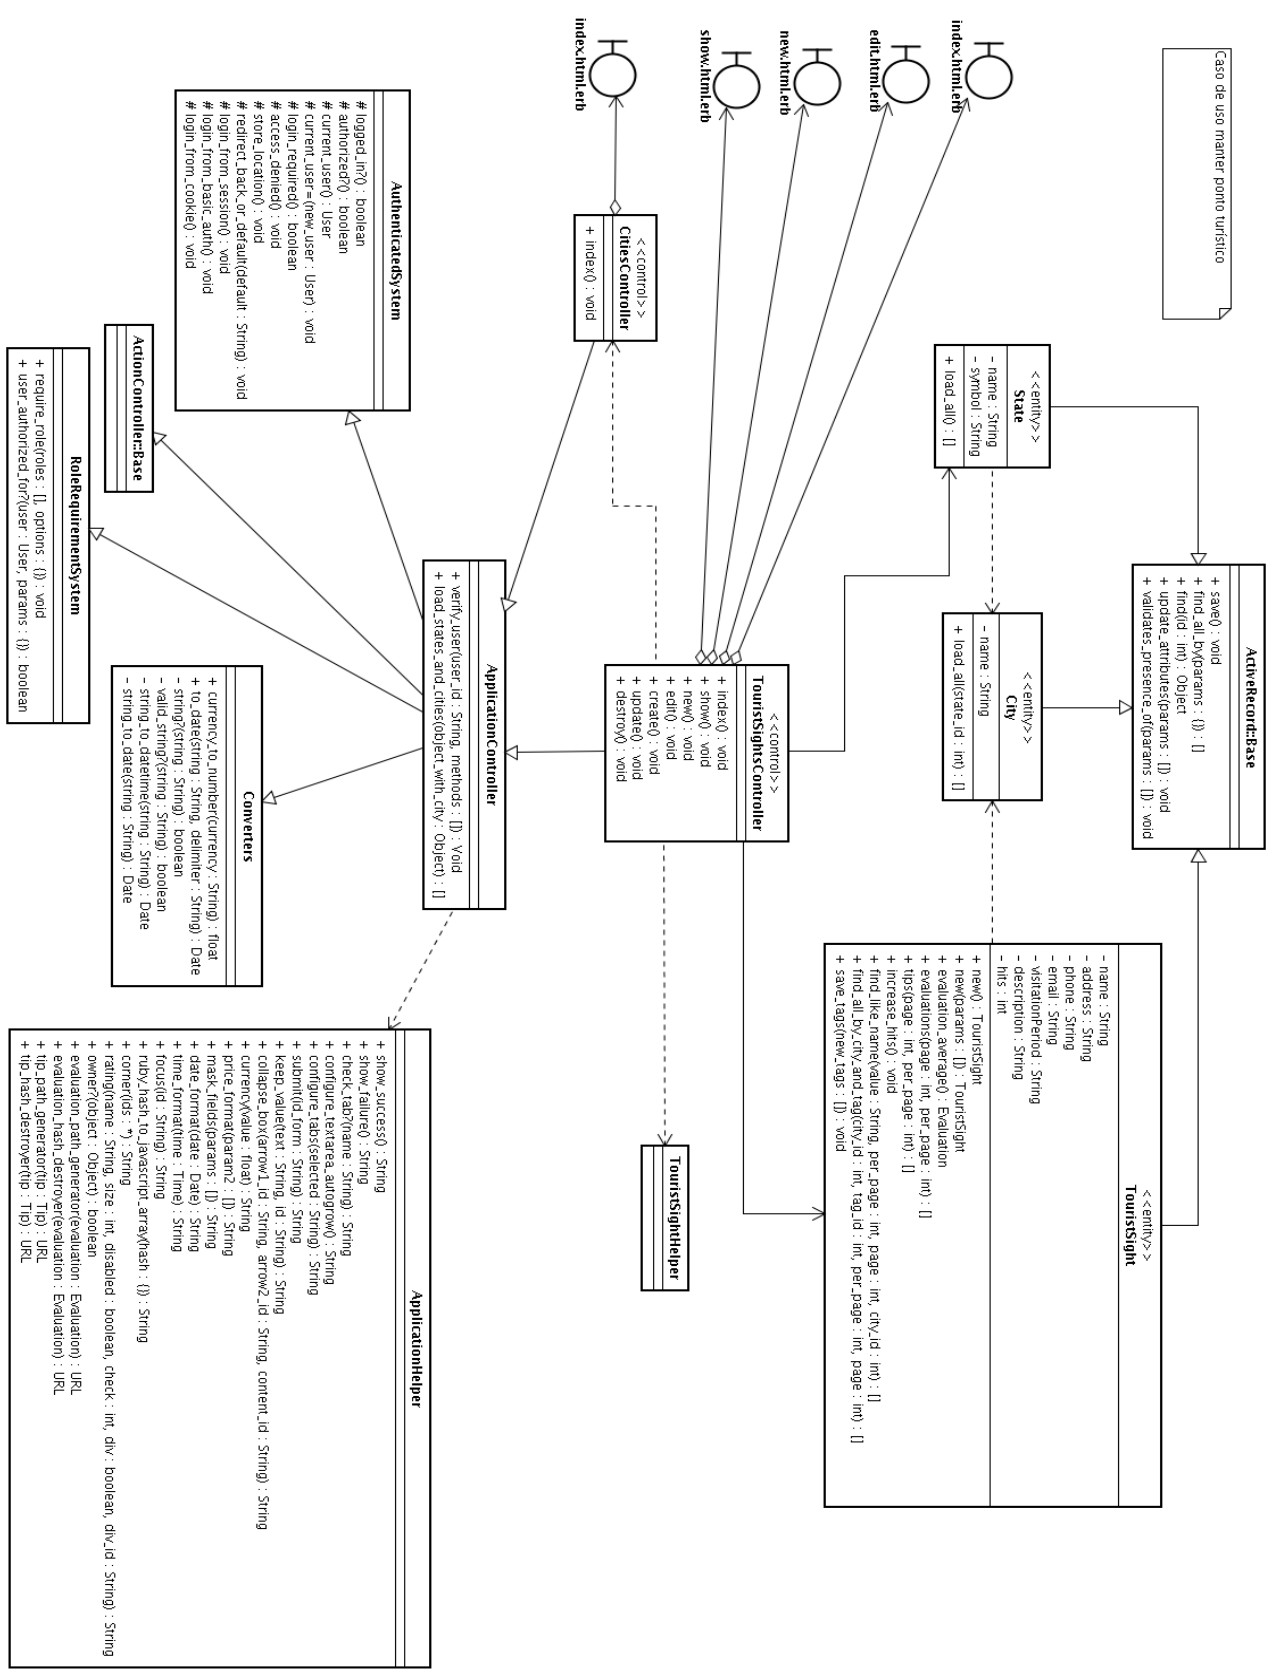 Caso de uso manter ponto turístico
index.html.erb
edit.html.erb
new.html.erb
show.html.erb
index.html.erb
ActiveRecord::Base
+ save() : void
+ find_all_by(params : {}) : []
+ find(id : int) : Object
+ update_attributes(params : []) : void
+ validates_presence_of(params : []) : void
<<entity>>
State
- name : String
- symbol : String
+ load_all() : []
<<entity>>
City
- name : String
+ load_all(state_id : int) : []
<<entity>>
TouristSight
- name : String
- address : String
- phone : String
- email : String
- visitationPeriod : String
- description : String
- hits : int
+ new() : TouristSight
+ new(params : []) : TouristSight
+ evaluation_average() : Evaluation
+ evaluations(page : int, per_page : int) : []
+ tips(page : int, per_page : int) : []
+ increase_hits() : void
+ find_like_name(value : String, per_page : int, page : int, city_id : int) : []
+ find_all_by_city_and_tag(city_id : int, tag_id : int, per_page : int, page : int) : []
+ save_tags(new_tags : []) : void
<<control>>
CitiesController
+ index() : void
<<control>>
TouristSightsController
+ index() : void
+ show() : void
+ new() : void
+ edit() : void
+ create() : void
+ update() : void
+ destroy() : void
TouristSightHelper
AuthenticatedSystem
# logged_in?() : boolean
# authorized?() : boolean
# current_user() : User
# current_user=(new_user : User) : void
# login_required() : boolean
# access_denied() : void
# store_location() : void
# redirect_back_or_default(default : String) : void
# login_from_session() : void
# login_from_basic_auth() : void
# login_from_cookie() : void
ActionController::Base
RoleRequirementSystem
+ require_role(roles : [], options : {}) : void
+ user_authorized_for?(user : User, params : {}) : boolean
ApplicationController
+ verify_user(user_id : String, methods : []) : Void
+ load_states_and_cities(object_with_city : Object) : []
Converters
+ currency_to_number(currency : String) : float
+ to_date(string : String, delimiter : String) : Date
- string?(string : String) : boolean
- valid_string?(string : String) : boolean
- string_to_datetime(string : String) : Date
- string_to_date(string : String) : Date
ApplicationHelper
+ show_success() : String
+ show_failure() : String
+ check_tab?(name : String) : String
+ configure_textarea_autogrow() : String
+ configure_tabs(selected : String) : String
+ submit(id_form : String) : String
+ keep_value(text : String, id : String) : String
+ collapse_box(arrow1_id : String, arrow2_id : String, content_id : String) : String
+ currency(value : float) : String
+ price_format(param2 : []) : String
+ mask_fields(params : []) : String
+ date_format(date : Date) : String
+ time_format(time : Time) : String
+ focus(id : String) : String
+ ruby_hash_to_javascript_array(hash : {}) : String
+ corner(ids : *) : String
+ rating(name : String, size : int, disabled : boolean, check : int, div : boolean, div_id : String) : String
+ owner?(object : Object) : boolean
+ evaluation_path_generator(evaluation : Evaluation) : URL
+ evaluation_hash_destroyer(evaluation : Evaluation) : URL
+ tip_path_generator(tip : Tip) : URL
+ tip_hash_destroyer(tip : Tip) : URL